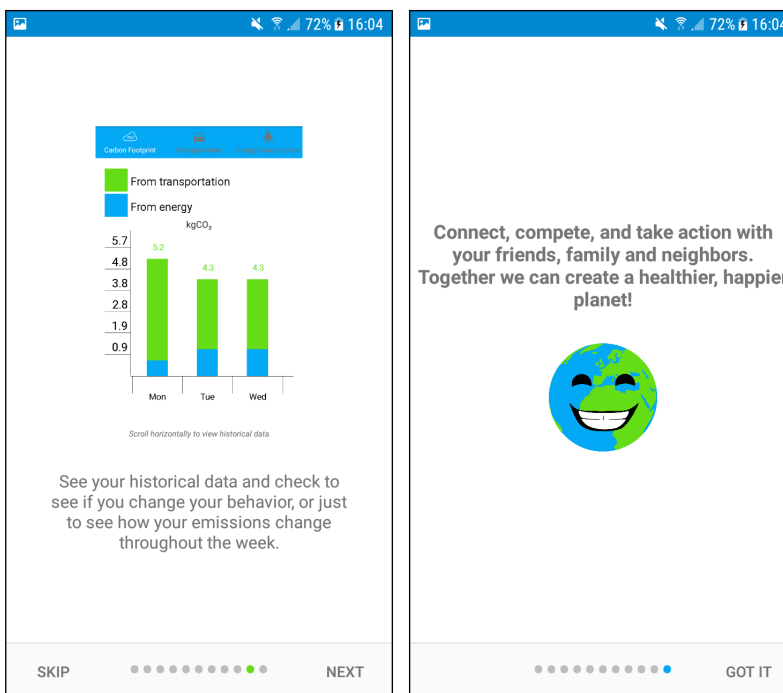 72% 16:04
Carbon Footprint
From transportation
From energy
kgCO₂
5.7
5.2
4.8
4.3
4.3
3.8
2.8
1.9
0.9
Mon Tue Wed
Scroll horizontally to view historical data
See your historical data and check to
see if you change your behavior, or just
to see how your emissions change
throughout the week.
SKIP NEXT
72% 16:04
Connect, compete, and take action with
your friends, family and neighbors.
Together we can create a healthier, happier
planet!
GOT IT